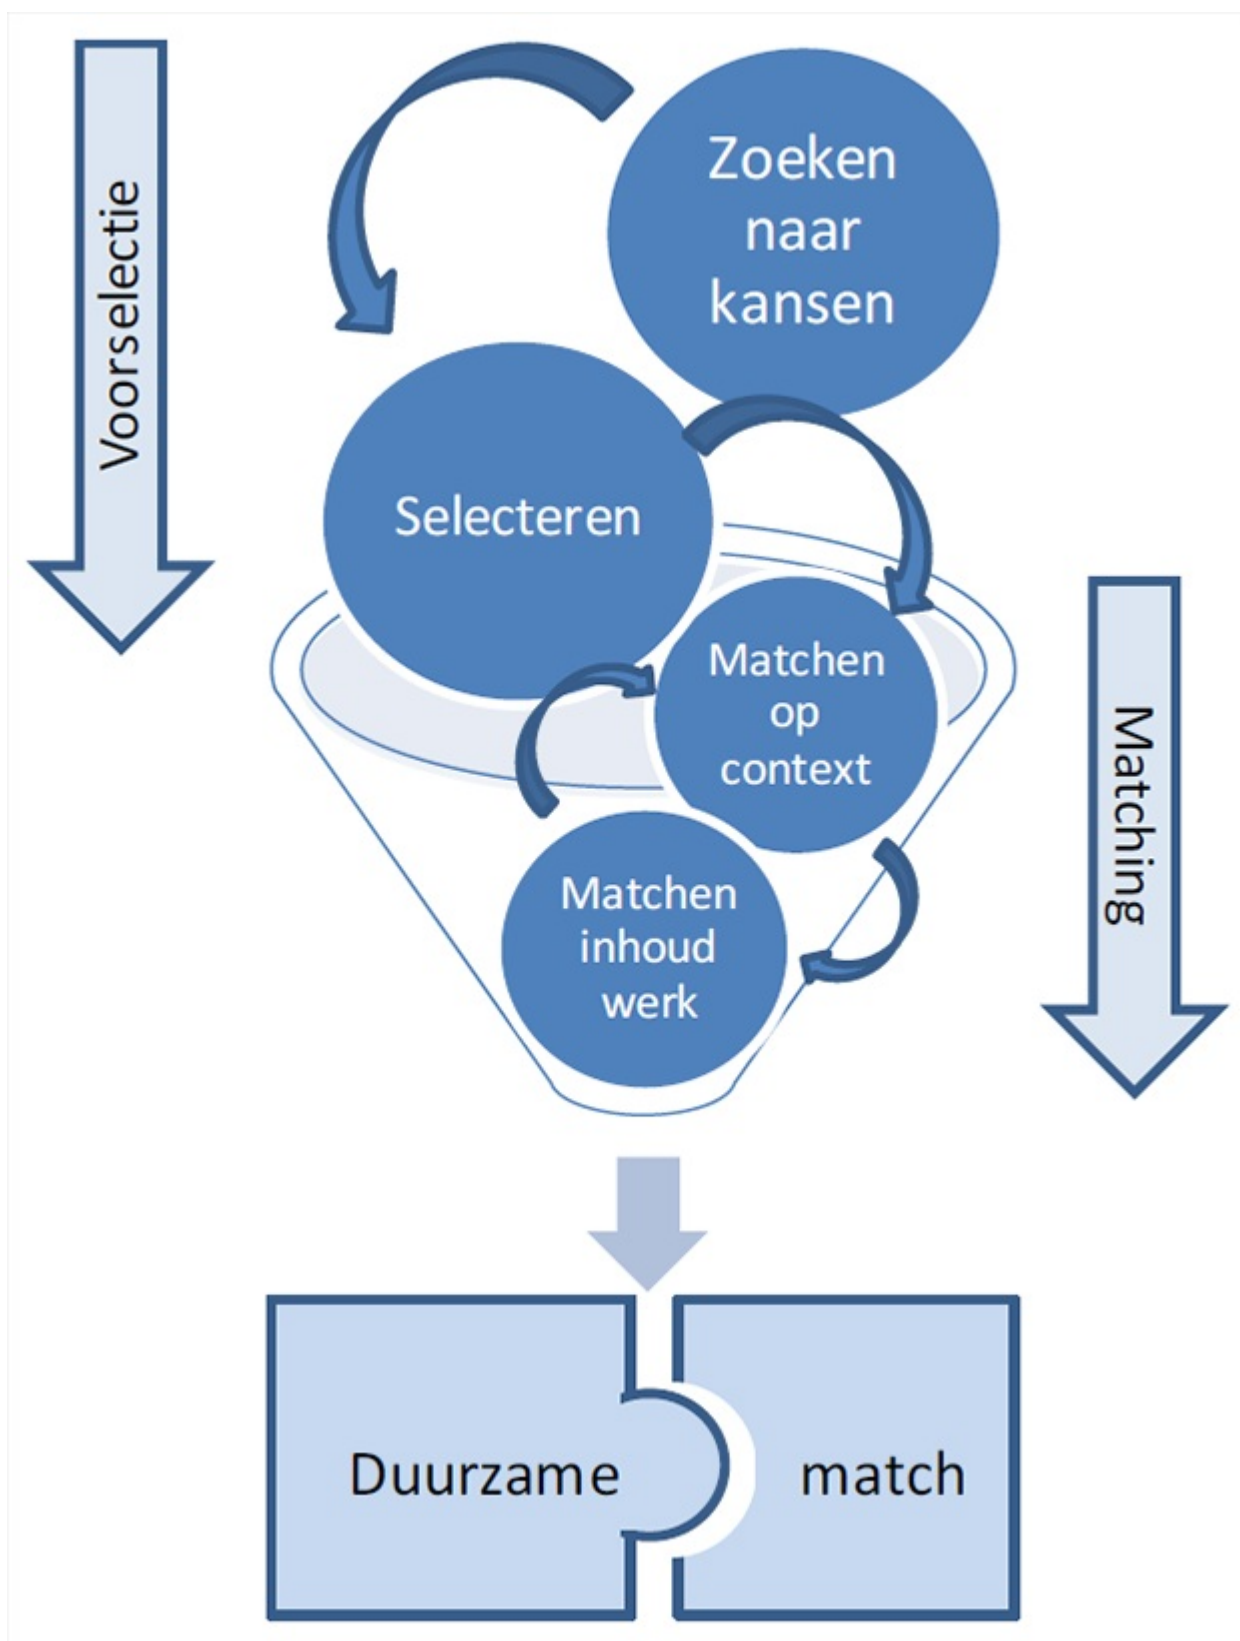 Voorselectie
Zoeken
naar
kansen
Selecteren
Matchen
op
context
Matching
Matchen
inhoud
werk
Duurzame
match